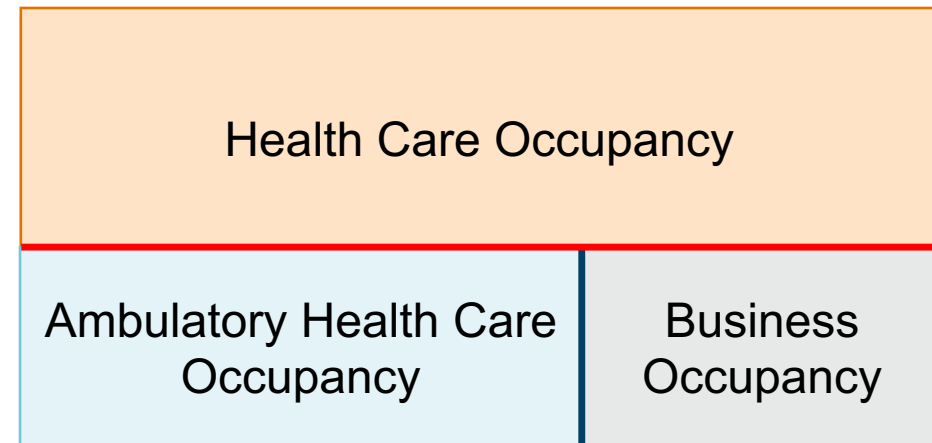 Health Care Occupancy
Ambulatory Health Care
Occupancy
Business
Occupancy